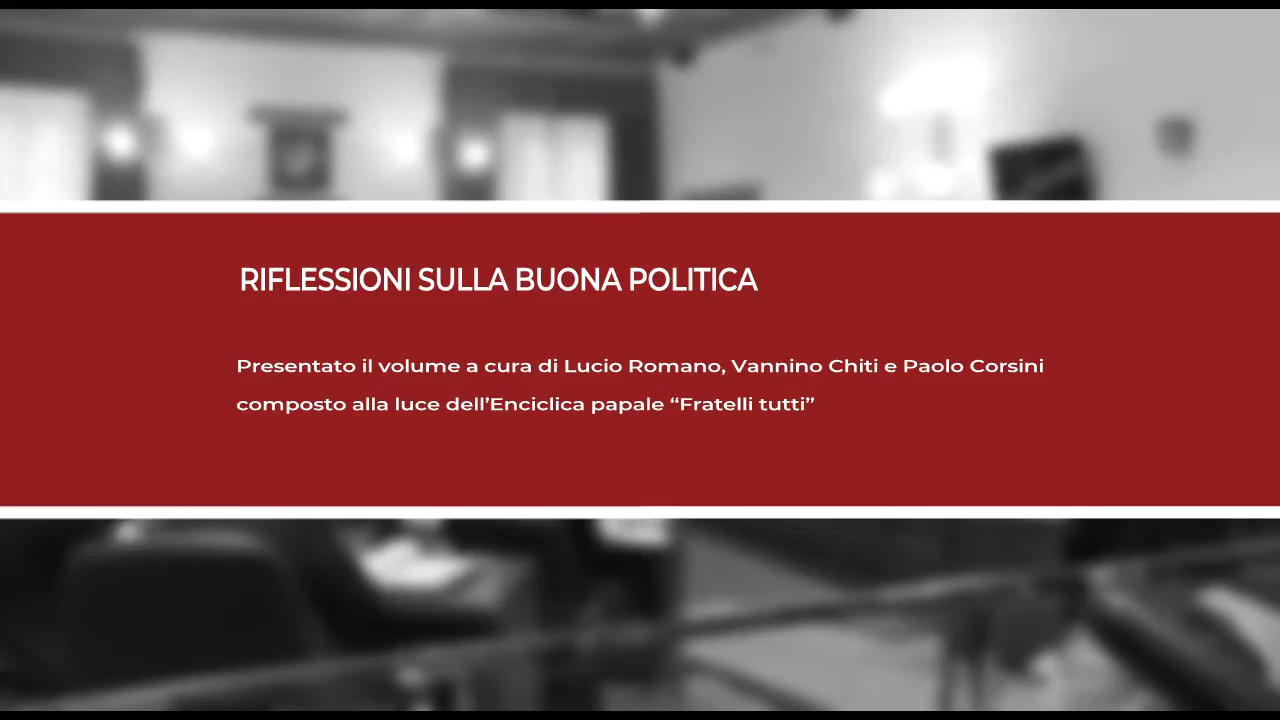 RIFLESSIONI SULLA BUONA POLITICA
Presentato il volume a cura di Lucio Romano, Vannino Chiti e Paolo Corsini
composto alla luce dell’Enciclica papale “Fratelli tutti”